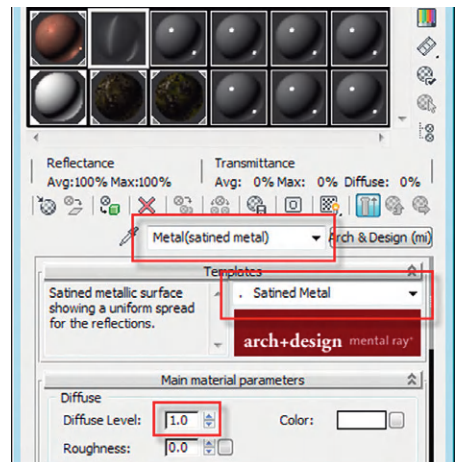 Reflectance Transmittance
Avg:100% Max:100% Avg: 0% Max: 0% Diffuse: 0%
Metal(satined metal) Arch & Design (mi)
Templates
Satined metallic surface
showing a uniform spread
for the reflections.
. Satined Metal
arch+design mental ray®
Main material parameters
Diffuse
Diffuse Level: 1.0 Color:
Roughness: 0.0